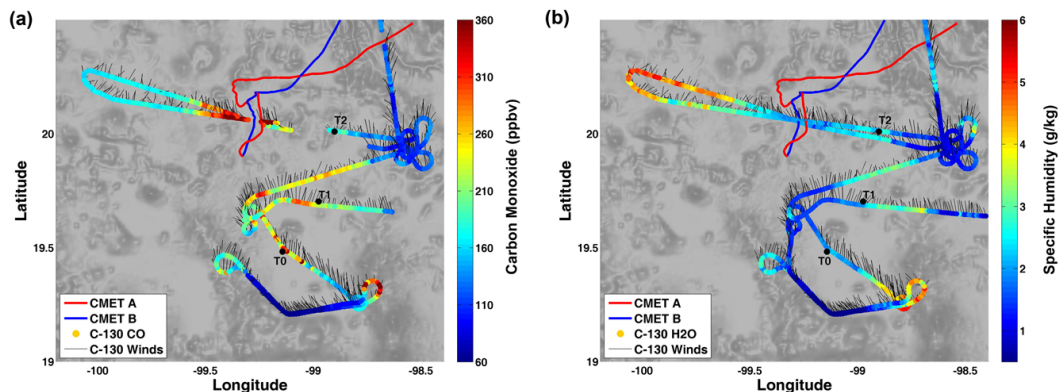 (a)
Latitude
20
19.5
19
-100
-99.5
-99
-98.5
Longitude
T2
T1
T0
CMET A
CMET B
C-130 CO
C-130 Winds
360
310
260
210
160
110
60
Carbon Monoxide (ppbv)
(b)
Latitude
20
19.5
19
-100
-99.5
-99
-98.5
Longitude
T2
T1
T0
CMET A
CMET B
C-130 H2O
C-130 Winds
6
5
4
3
2
1
Specific Humidity (g/kg)